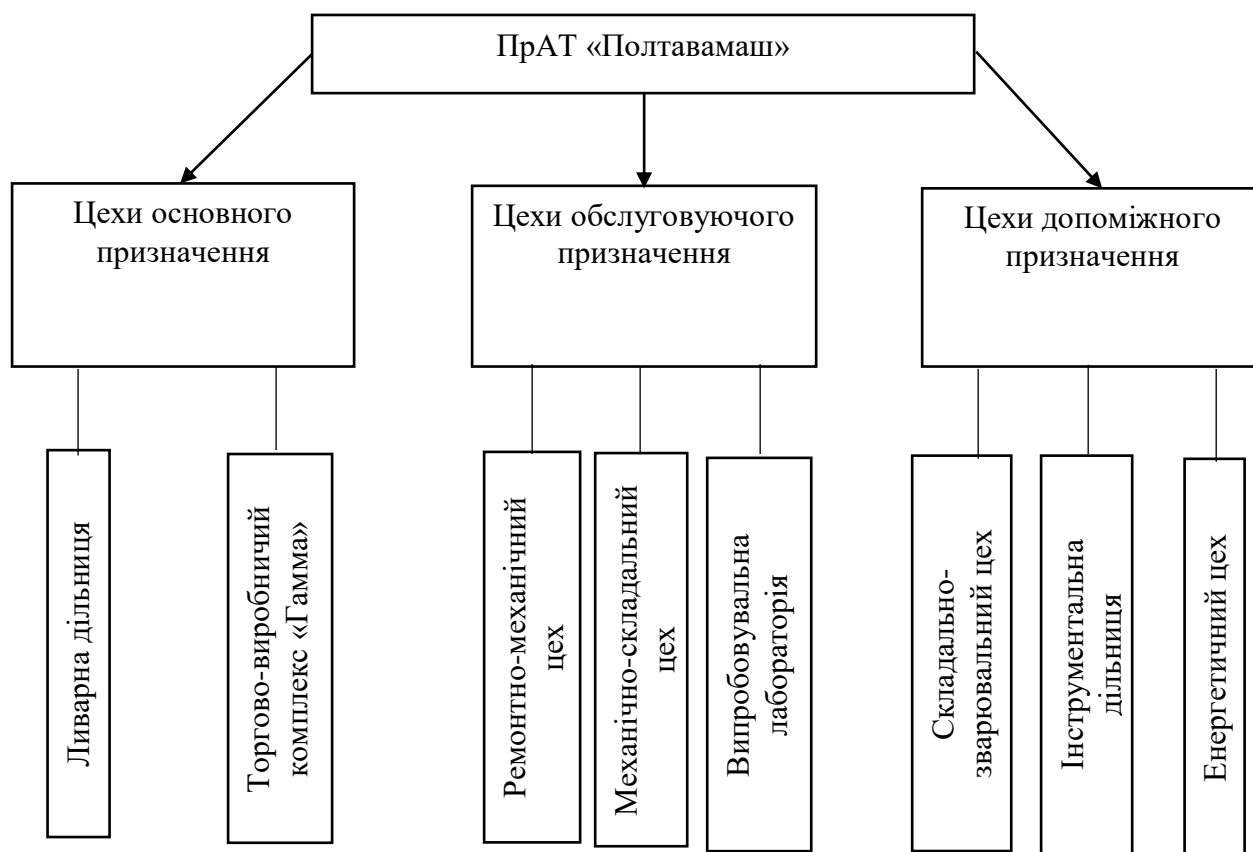 ПрАТ «Полтавамаш»
Цехи основного
призначення
Цехи обслуговуючого
призначення
Цехи допоміжного
призначення
Ливарна дільниця
Торгово-виробничий
комплекс «Гамма»
Ремонтно-механічний
цех
Механічно-складальний
цех
Випробовувальна
лабораторія
Складально-
зварювальний цех
Інструментальна
дільниця
Енергетичний цех